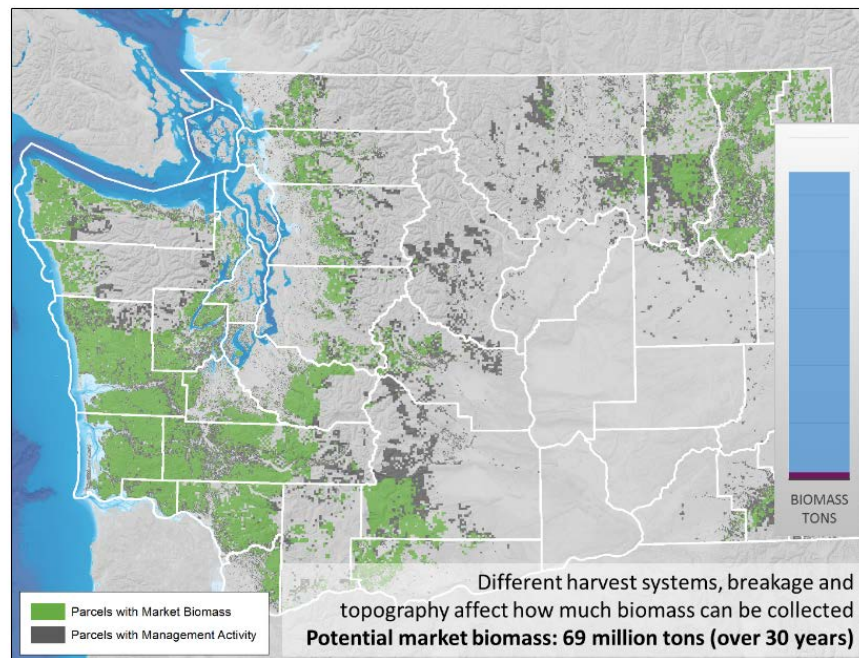 BIOMASS
TONS
Different harvest systems, breakage and
topography affect how much biomass can be collected
Potential market biomass: 69 million tons (over 30 years)
Parcels with Market Biomass
Parcels with Management Activity